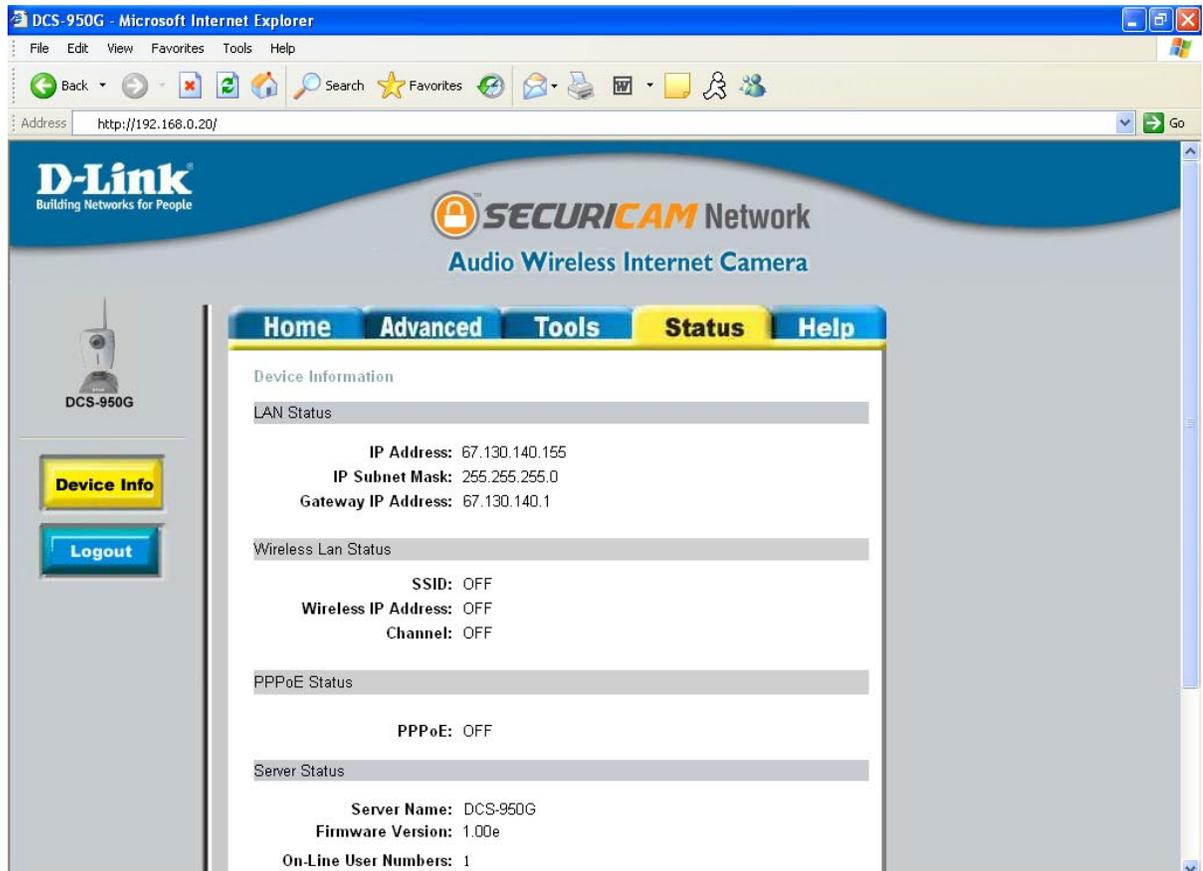 DCS-950G - Microsoft Internet Explorer
File Edit View Favorites Tools Help
Back Search Favorites
Address http://192.168.0.20/ Go
D-Link
Building Networks for People
SECURICAM Network
Audio Wireless Internet Camera
Home Advanced Tools Status Help
DCS-950G
Device Info
Logout
Device Information
LAN Status
IP Address: 67.130.140.155
IP Subnet Mask: 255.255.255.0
Gateway IP Address: 67.130.140.1
Wireless Lan Status
SSID: OFF
Wireless IP Address: OFF
Channel: OFF
PPPoE Status
PPPoE: OFF
Server Status
Server Name: DCS-950G
Firmware Version: 1.00e
On-Line User Numbers: 1